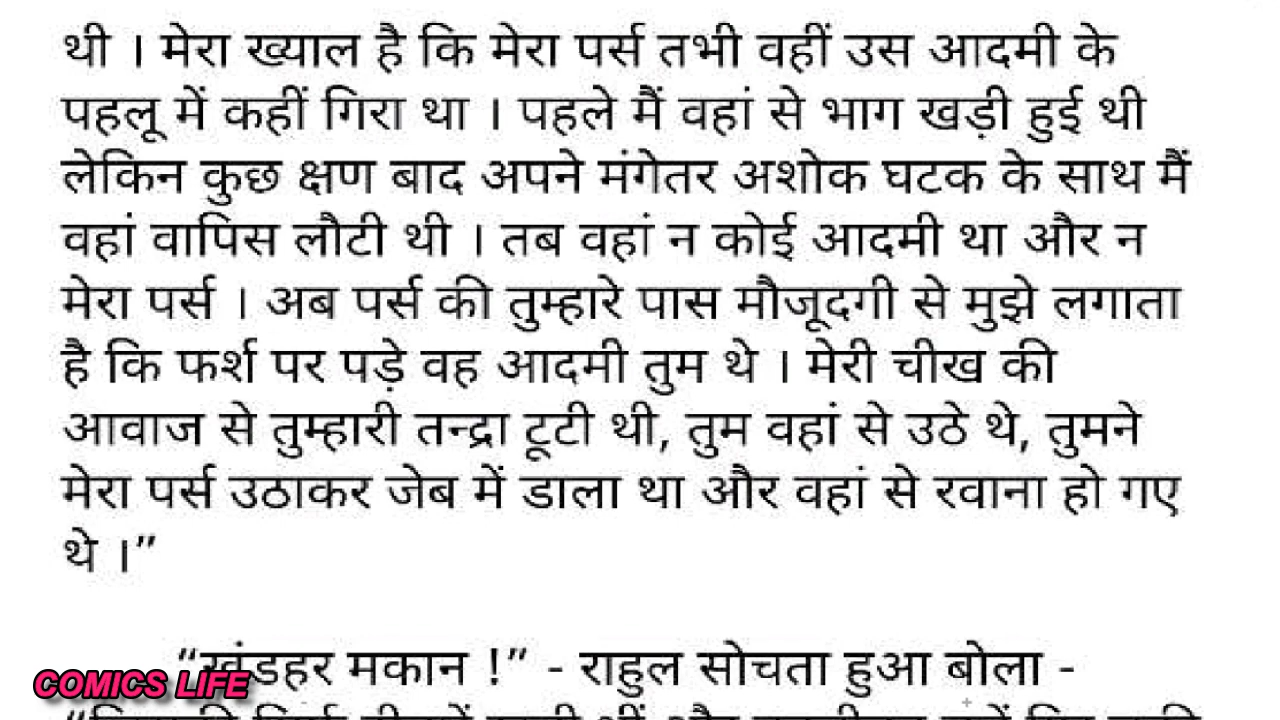 थी । मेरा ख्याल है कि मेरा पर्स तभी वहीं उस आदमी के
पहलू में कहीं गिरा था । पहले मैं वहां से भाग खड़ी हुई थी
लेकिन कुछ क्षण बाद अपने मंगेतर अशोक घटक के साथ मैं
वहां वापिस लौटी थी । तब वहां न कोई आदमी था और न
मेरा पर्स । अब पर्स की तुम्हारे पास मौजूदगी से मुझे लगाता
है कि फर्श पर पड़े वह आदमी तुम थे । मेरी चीख की
आवाज से तुम्हारी तन्द्रा टूटी थी, तुम वहां से उठे थे, तुमने
मेरा पर्स उठाकर जेब में डाला था और वहां से रवाना हो गए
थे ।”
“खंडहर मकान !” - राहुल सोचता हुआ बोला -
COMICS LIFE